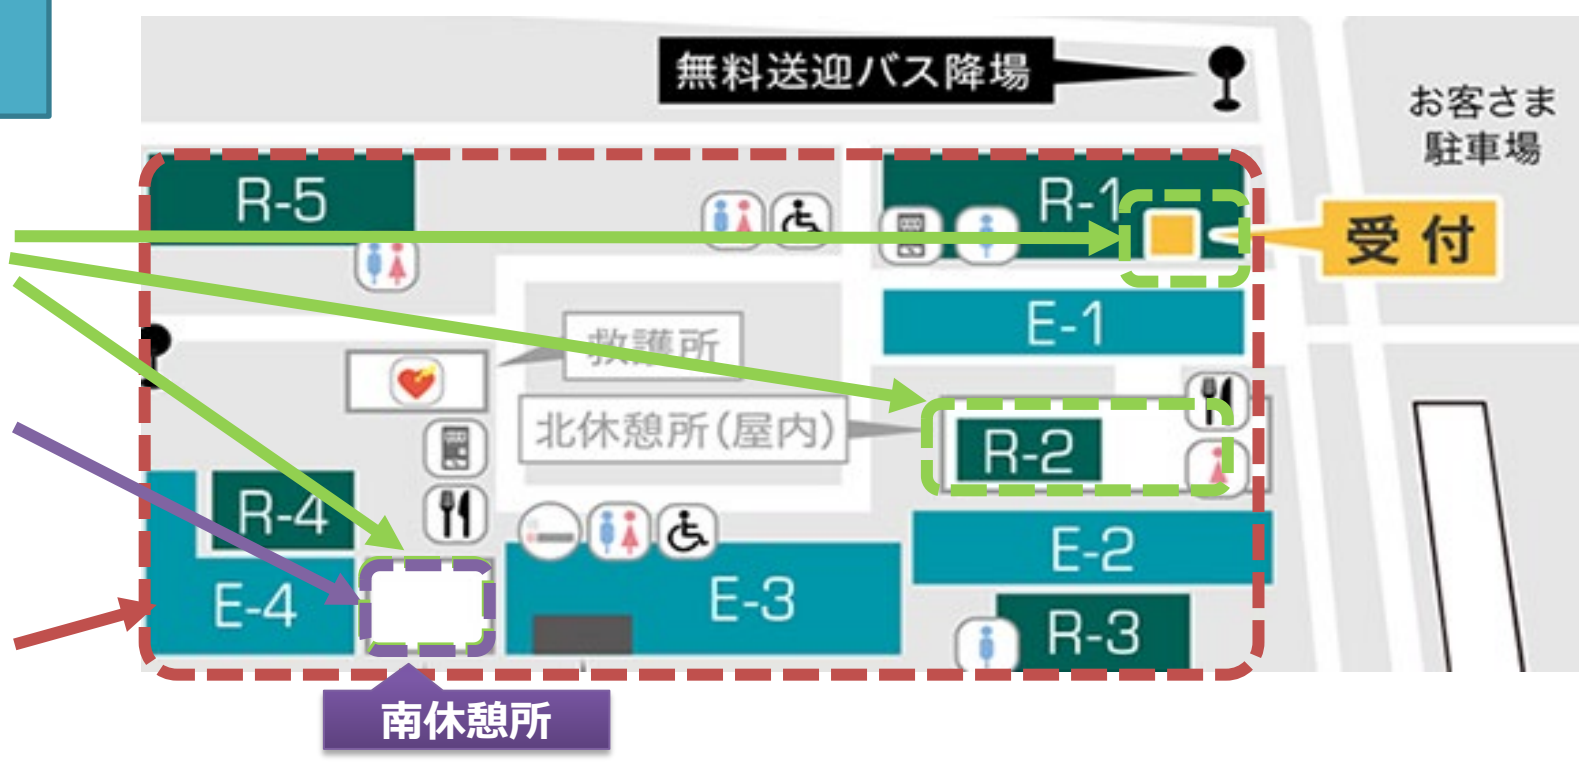 無料送迎バス降場
お客さま
駐車場
R-5
R-1
受付
E-1
救護所
北休憩所(屋内)
R-2
R-4
E-2
E-4
E-3
R-3
南休憩所